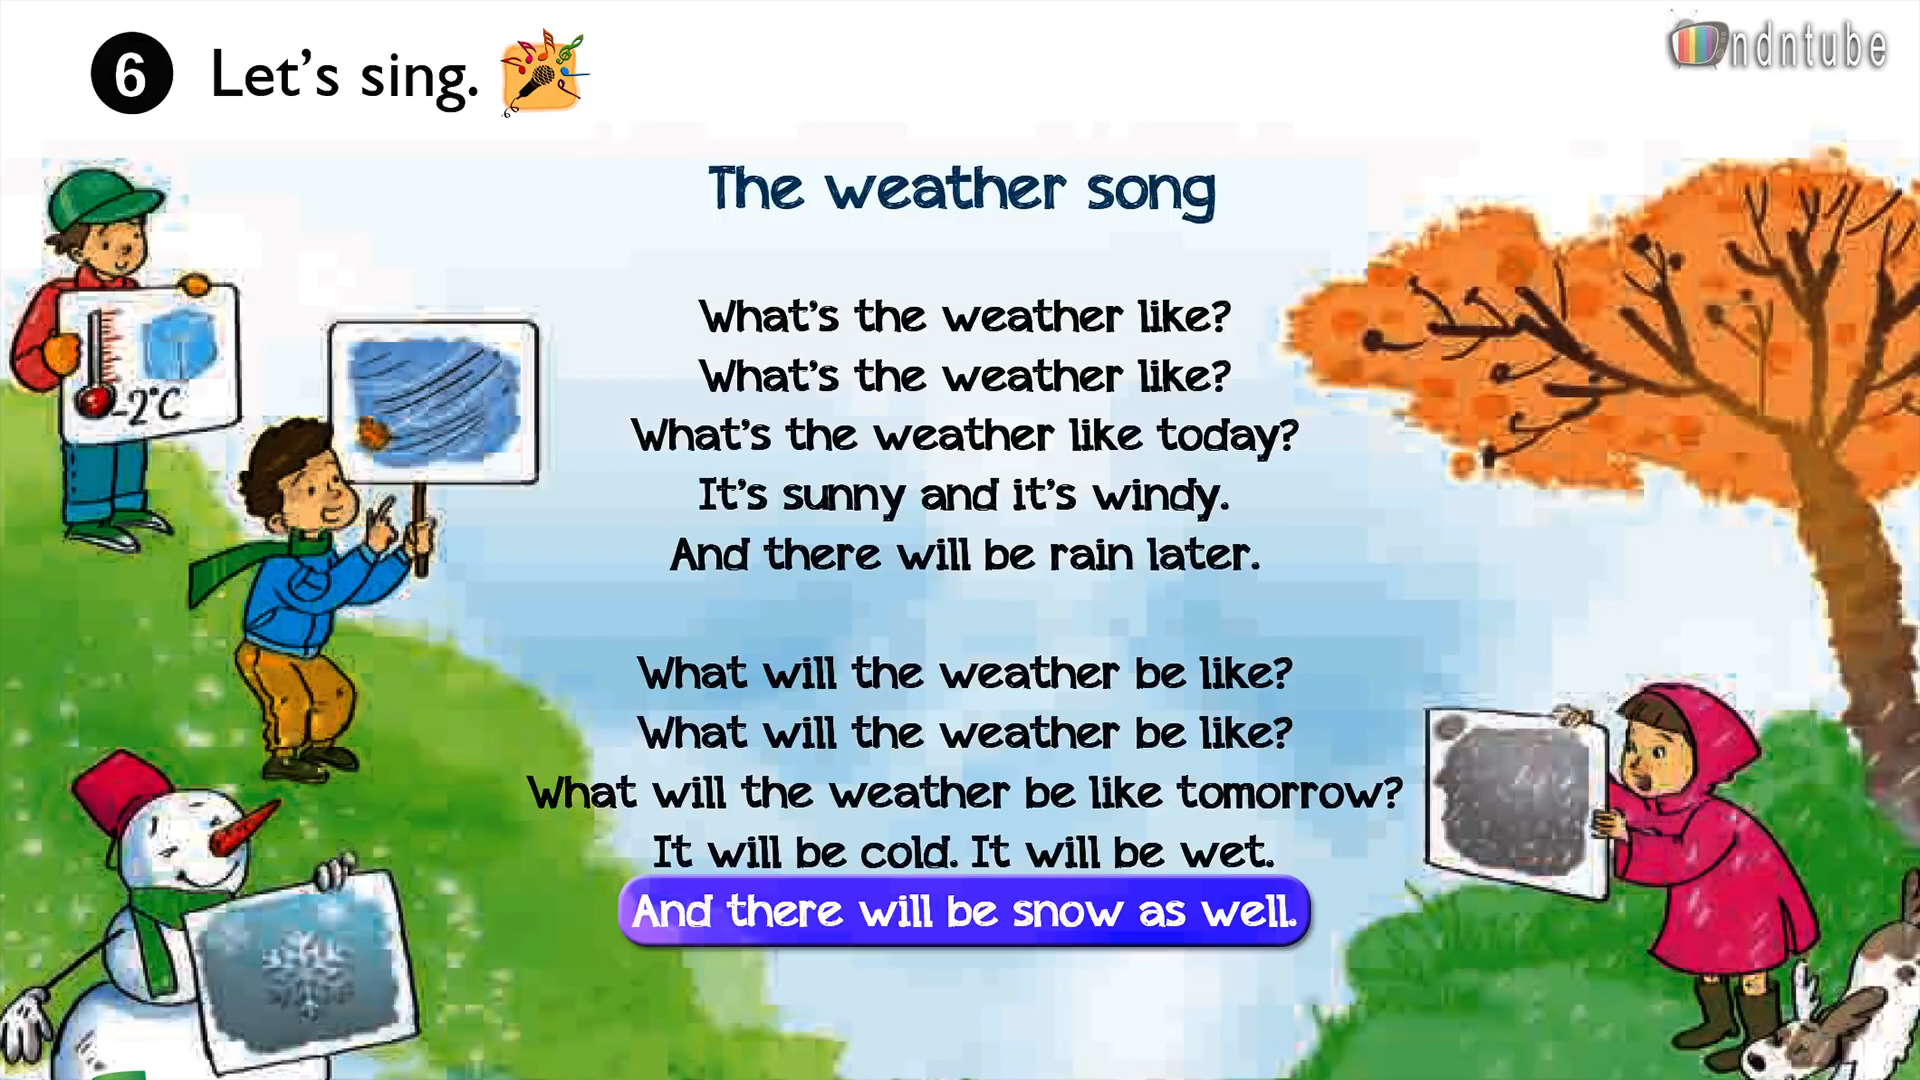 6 Let's sing.
ndntube
The weather song
What's the weather like?
What's the weather like?
What's the weather like today?
It's sunny and it's windy.
And there will be rain later.
What will the weather be like?
What will the weather be like?
What will the weather be like tomorrow?
It will be cold. It will be wet.
And there will be snow as well.
-2°C